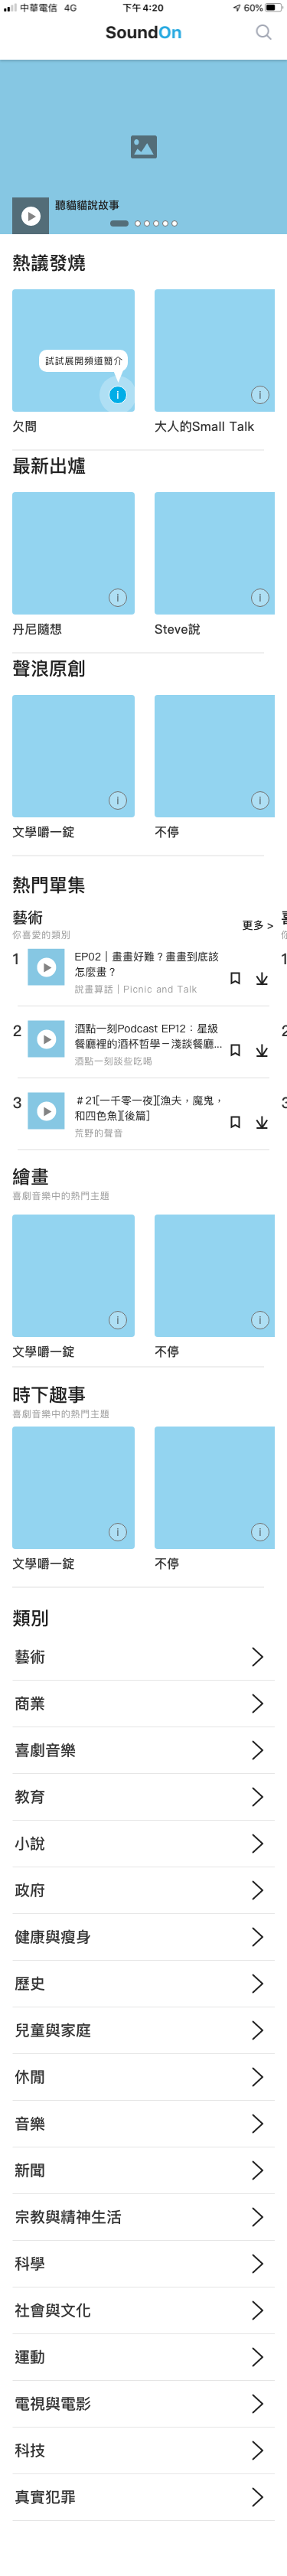 中華電信 4G 下午4:20 60%
SoundOn
聽貓貓說故事
熱議發燒
試試展開頻道簡介
i
i
欠問 大人的Small Talk
最新出爐
i
i
丹尼隨想 Steve說
聲浪原創
i
i
文學嚼一錠 不停
熱門單集
藝術
你喜愛的類別
更多 >
1 EP02｜畫畫好難？畫畫到底該
怎麼畫？
說畫算話｜Picnic and Talk
2 酒點一刻Podcast EP12：星級
餐廳裡的酒杯哲學－淺談餐廳...
酒點一刻談些吃喝
3 ＃21[一千零一夜][漁夫，魔鬼，
和四色魚][後篇]
荒野的聲音
繪畫
喜劇音樂中的熱門主題
i
i
文學嚼一錠 不停
時下趣事
喜劇音樂中的熱門主題
i
i
文學嚼一錠 不停
類別
藝術
商業
喜劇音樂
教育
小說
政府
健康與瘦身
歷史
兒童與家庭
休閒
音樂
新聞
宗教與精神生活
科學
社會與文化
運動
電視與電影
科技
真實犯罪